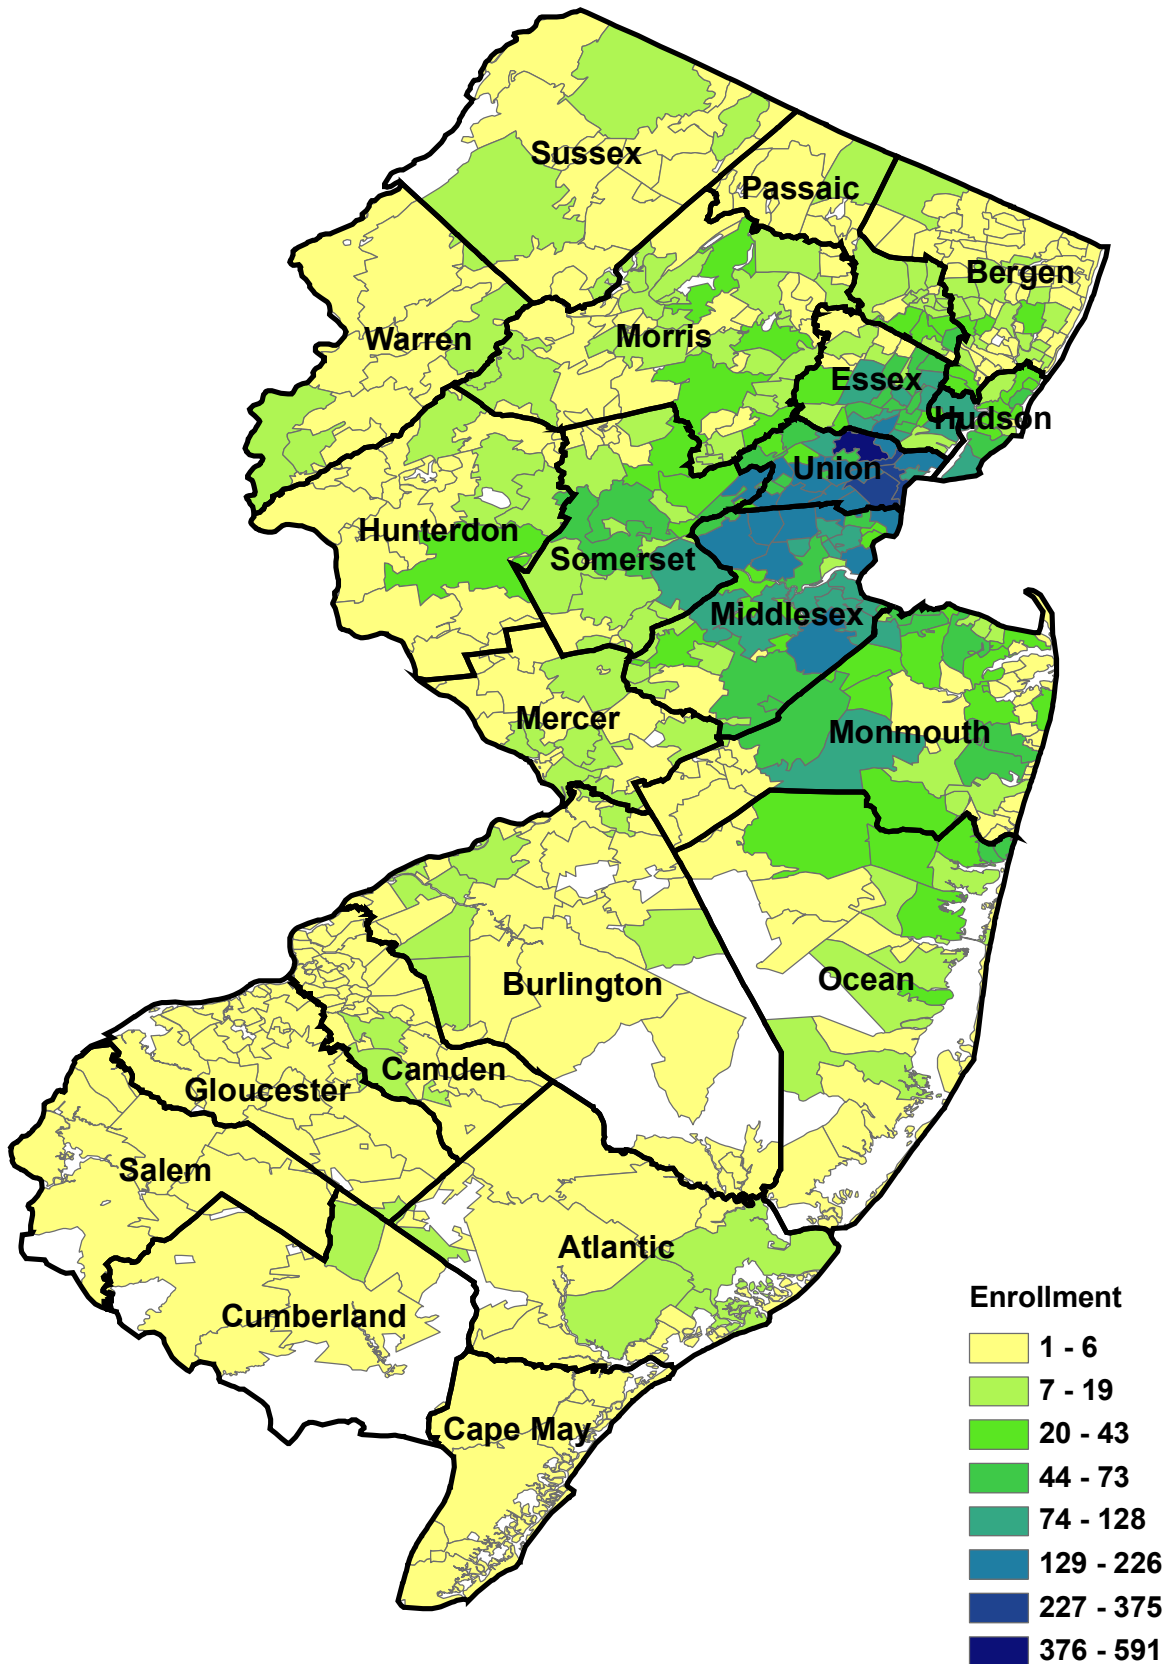 Sussex
Passaic
Bergen
Warren
Morris
Essex
Hudson
Union
Hunterdon
Somerset
Middlesex
Mercer
Monmouth
Burlington
Ocean
Camden
Gloucester
Salem
Atlantic
Cumberland
Cape May
Enrollment
1 - 6
7 - 19
20 - 43
44 - 73
74 - 128
129 - 226
227 - 375
376 - 591